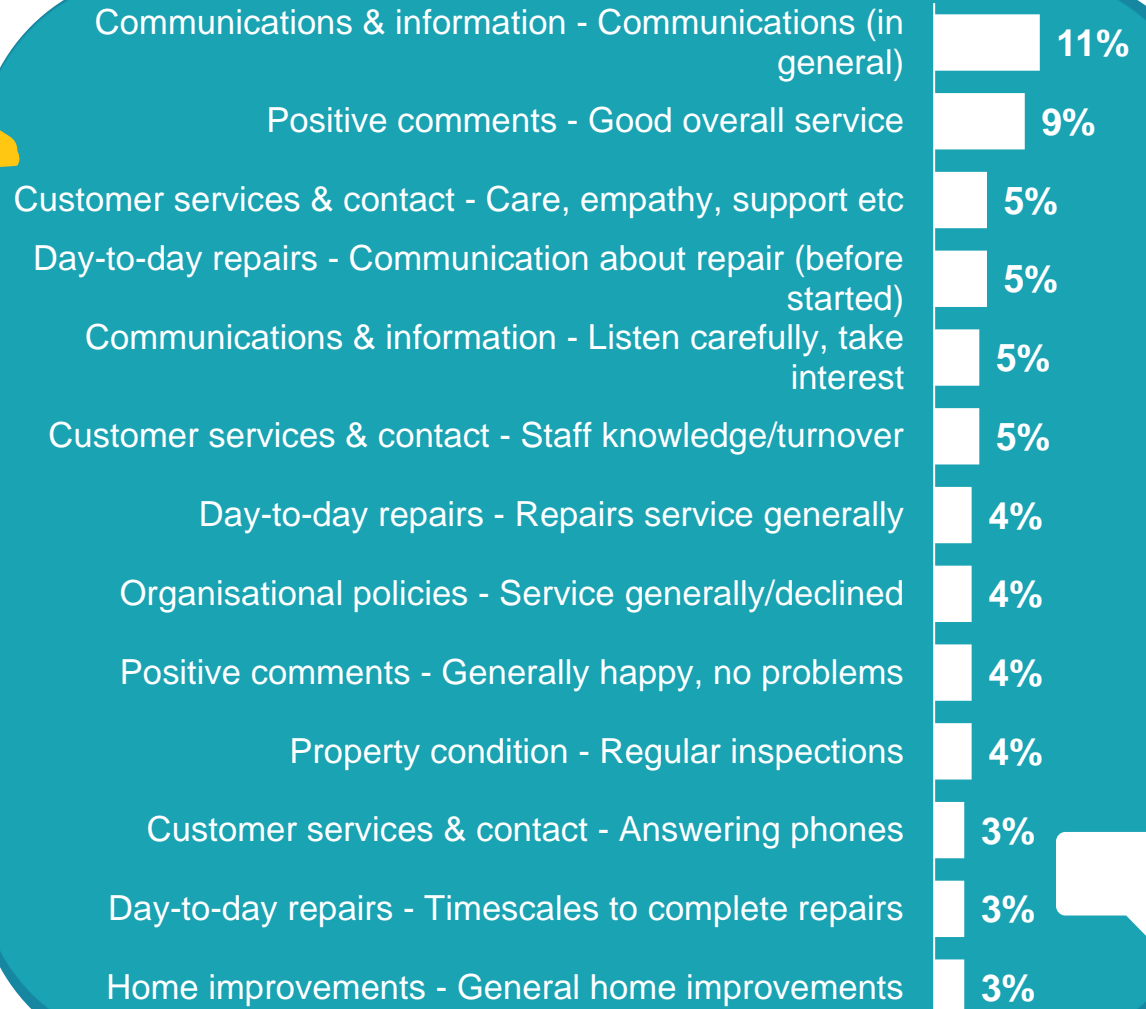 Communications & information - Communications (in
general)
11%
Positive comments - Good overall service
9%
Customer services & contact - Care, empathy, support etc
5%
Day-to-day repairs - Communication about repair (before
started)
5%
Communications & information - Listen carefully, take
interest
5%
Customer services & contact - Staff knowledge/turnover
5%
Day-to-day repairs - Repairs service generally
4%
Organisational policies - Service generally/declined
4%
Positive comments - Generally happy, no problems
4%
Property condition - Regular inspections
4%
Customer services & contact - Answering phones
3%
Day-to-day repairs - Timescales to complete repairs
3%
Home improvements - General home improvements
3%